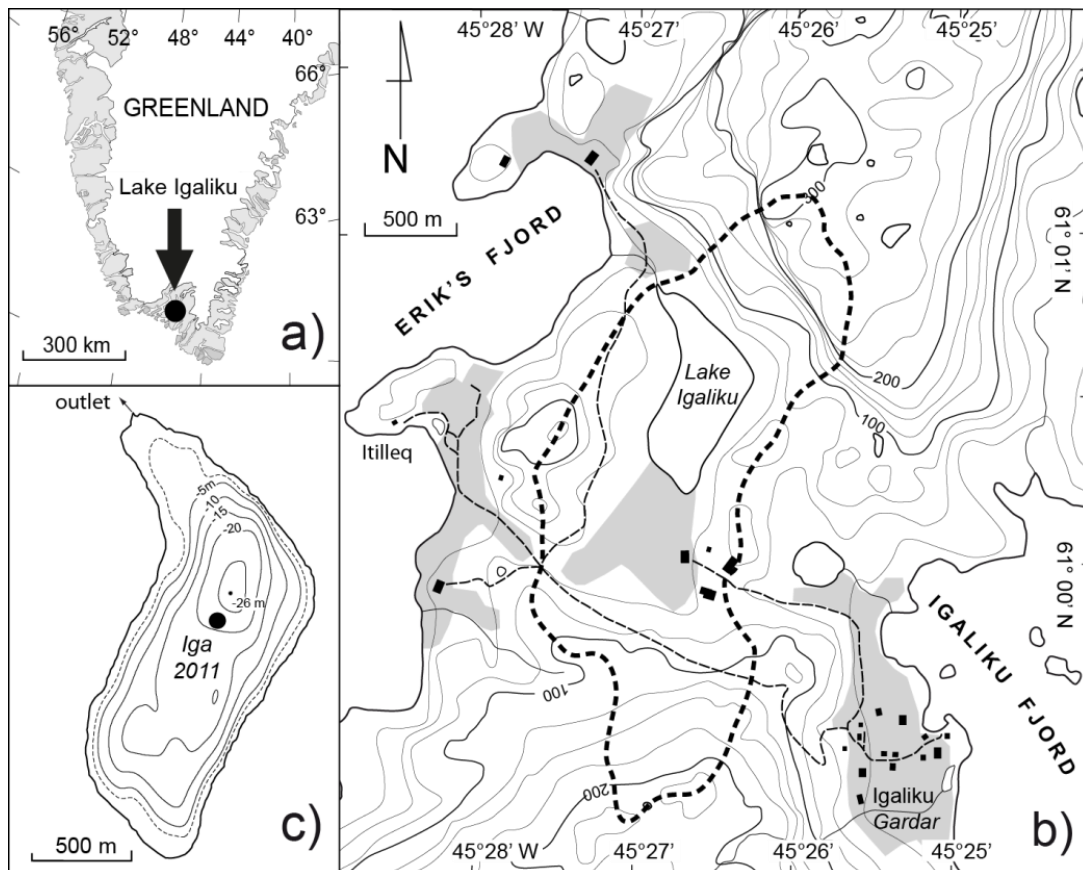 56° 52° 48° 44° 40°
66°
GREENLAND
Lake Igaliku
63°
300 km
a)
outlet
-5m
-10
-15
-20
-26 m
Iga
2011
500 m
c)
45°28' W 45°27' 45°26' 45°25'
N
500 m
ERIK'S FJORD
300
61° 01' N
Lake
Igaliku
200
100
Itilleq
61° 00' N
IGALIKU FJORD
100
200
Igaliku
Gardar
b)
45°28' W 45°27' 45°26' 45°25'